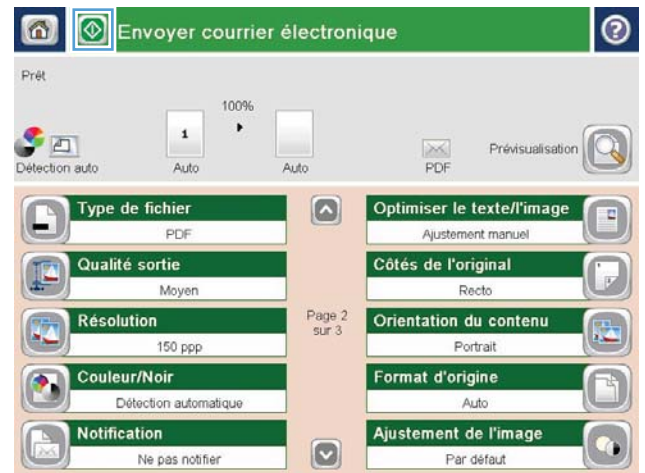 Envoyer courrier électronique
Prêt
100%
1
Détection auto
Auto
Auto
PDF
Prévisualisation
Type de fichier
PDF
Qualité sortie
Moyen
Résolution
150 ppp
Couleur/Noir
Détection automatique
Notification
Ne pas notifier
Page 2
sur 3
Optimiser le texte/l'image
Ajustement manuel
Côtés de l'original
Recto
Orientation du contenu
Portrait
Format d'origine
Auto
Ajustement de l'image
Par défaut